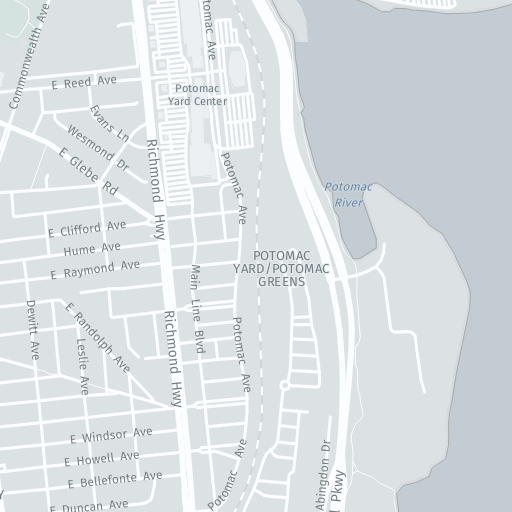 Commonwealth Ave
otomac Ave
E Reed Ave
Potomac
Yard Center
Evans Ln
Wesmond Dr
E Glebe Rd
Richmond Hwy
Potomac Ave
Potomac
River
E Clifford Ave
Hume Ave
E Raymond Ave
POTOMAC
YARD/POTOMAC
GREENS
Main Line Blvd
Dewitt Ave
E Randolph Ave
Leslie Ave
Richmond Hwy
Potomac Ave
E Windsor Ave
E Howell Ave
E Bellefonte Ave
E Duncan Ave
Potomac Ave
Abingdon Dr
l Pkwy
Y